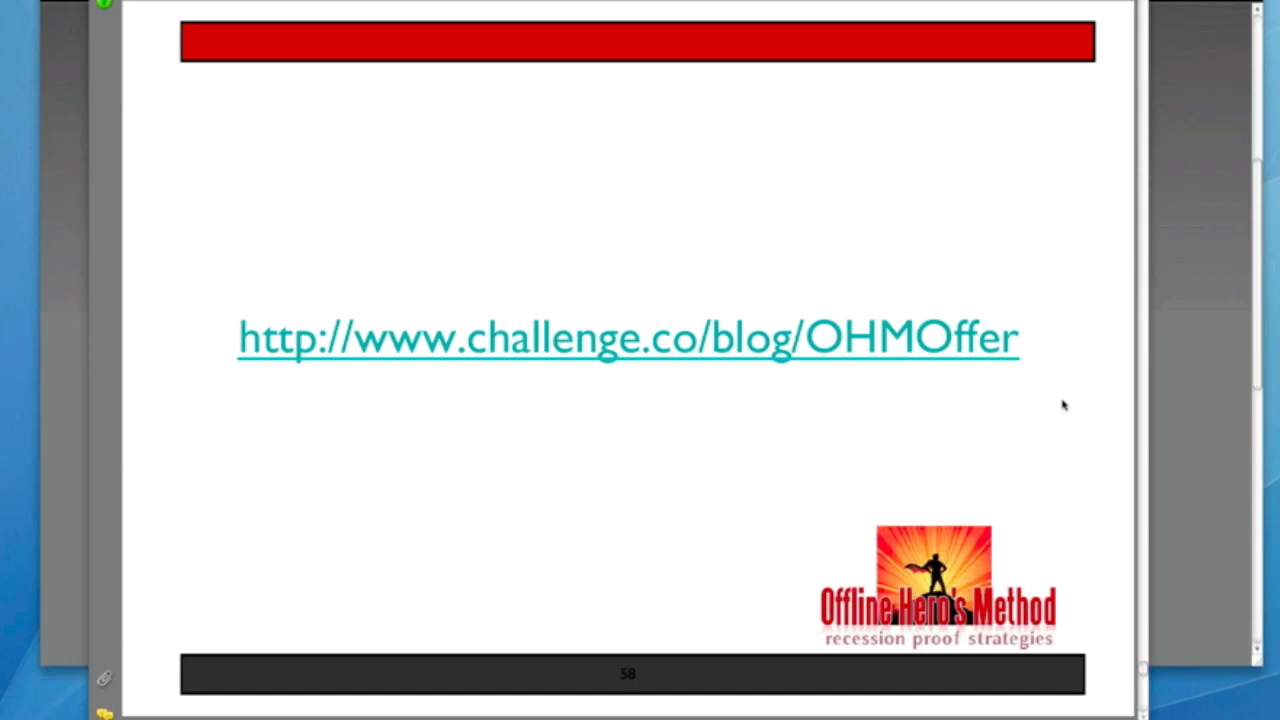 http://www.challenge.co/blog/OHMOffer
Offline Hero's Method
recession proof strategies
58